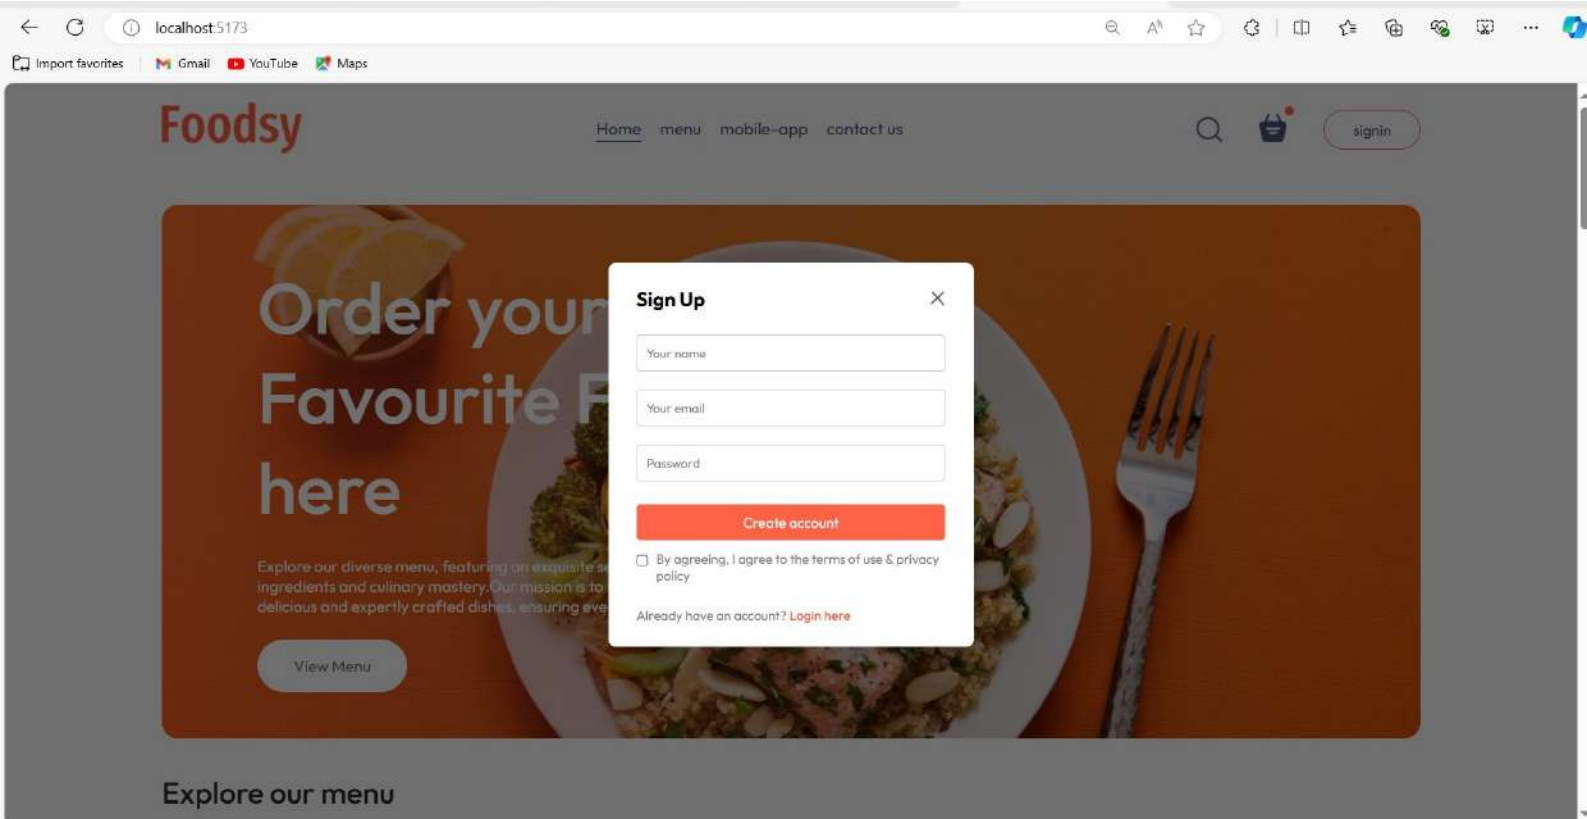 localhost:5173
Import favorites Gmail YouTube Maps
Foodsy
Home menu mobile-app contact us
signin
Order your
Favourite F
here
Explore our diverse menu, featuring an exquisite se
ingredients and culinary mastery.Our mission is to
delicious and expertly crafted dishes, ensuring eve
View Menu
Sign Up
Your name
Your email
Password
Create account
By agreeing, I agree to the terms of use & privacy
policy
Already have an account? Login here
Explore our menu